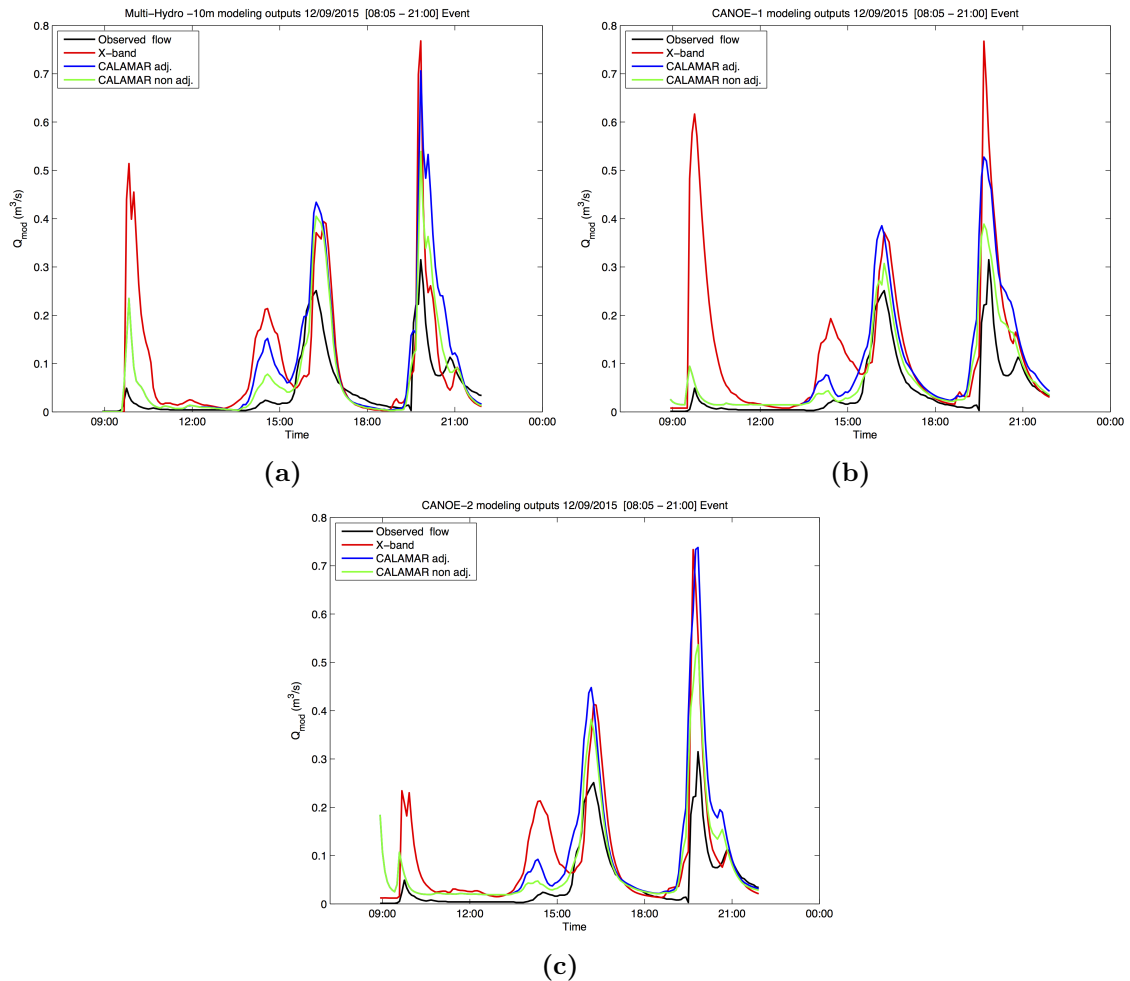 Multi-Hydro -10m modeling outputs 12/09/2015 [08:05 – 21:00] Event
Observed flow
X-band
CALAMAR adj.
CALAMAR non adj.
0.8
0.7
0.6
0.5
0.4
0.3
0.2
0.1
0
Q_mod (m^3/s)
09:00 12:00 15:00 18:00 21:00 00:00
Time
(a)
CANOE-1 modeling outputs 12/09/2015 [08:05 – 21:00] Event
Observed flow
X-band
CALAMAR adj.
CALAMAR non adj.
0.8
0.7
0.6
0.5
0.4
0.3
0.2
0.1
0
Q_mod (m^3/s)
09:00 12:00 15:00 18:00 21:00 00:00
Time
(b)
CANOE-2 modeling outputs 12/09/2015 [08:05 – 21:00] Event
Observed flow
X-band
CALAMAR adj.
CALAMAR non adj.
0.8
0.7
0.6
0.5
0.4
0.3
0.2
0.1
0
Q_mod (m^3/s)
09:00 12:00 15:00 18:00 21:00 00:00
Time
(c)